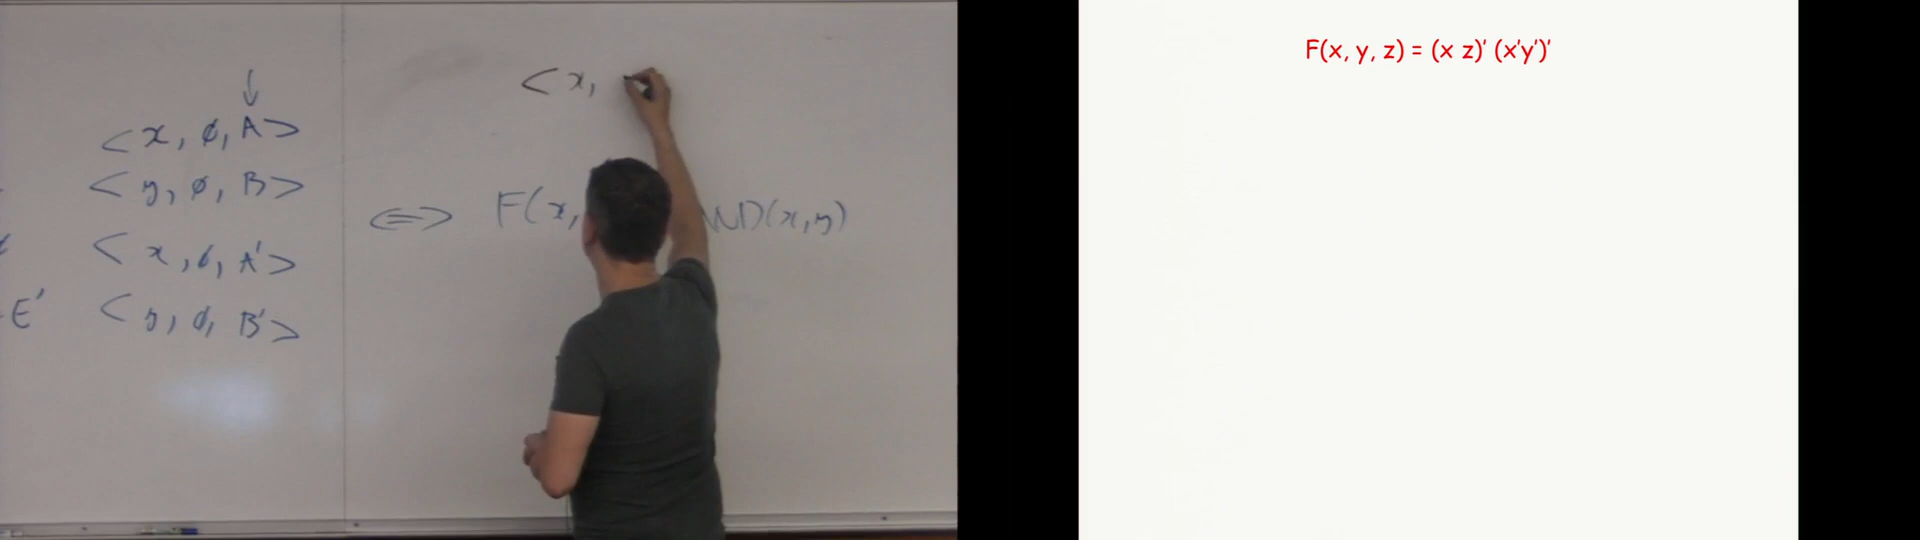 ↓
< x, ø, A >
< y, ø, B >
< x, ø, A' >
E' < y, ø, B' >
< x,
<=> F(x, ND(x,y)
F(x, y, z) = (x z)' (x'y')'